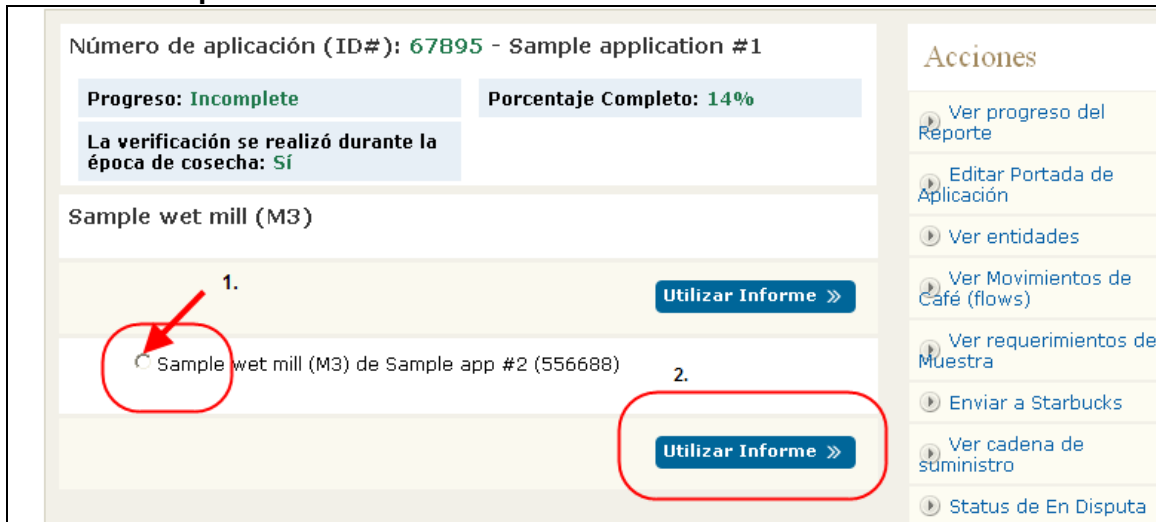 Número de aplicación (ID#): 67895 - Sample application #1
Progreso: Incomplete
Porcentaje Completo: 14%
La verificación se realizó durante la
época de cosecha: Sí
Sample wet mill (M3)
1.
Utilizar Informe »
Sample wet mill (M3) de Sample app #2 (556688)
2.
Utilizar Informe »
Acciones
Ver progreso del
Reporte
Editar Portada de
Aplicación
Ver entidades
Ver Movimientos de
Café (flows)
Ver requerimientos de
Muestra
Enviar a Starbucks
Ver cadena de
suministro
Status de En Disputa